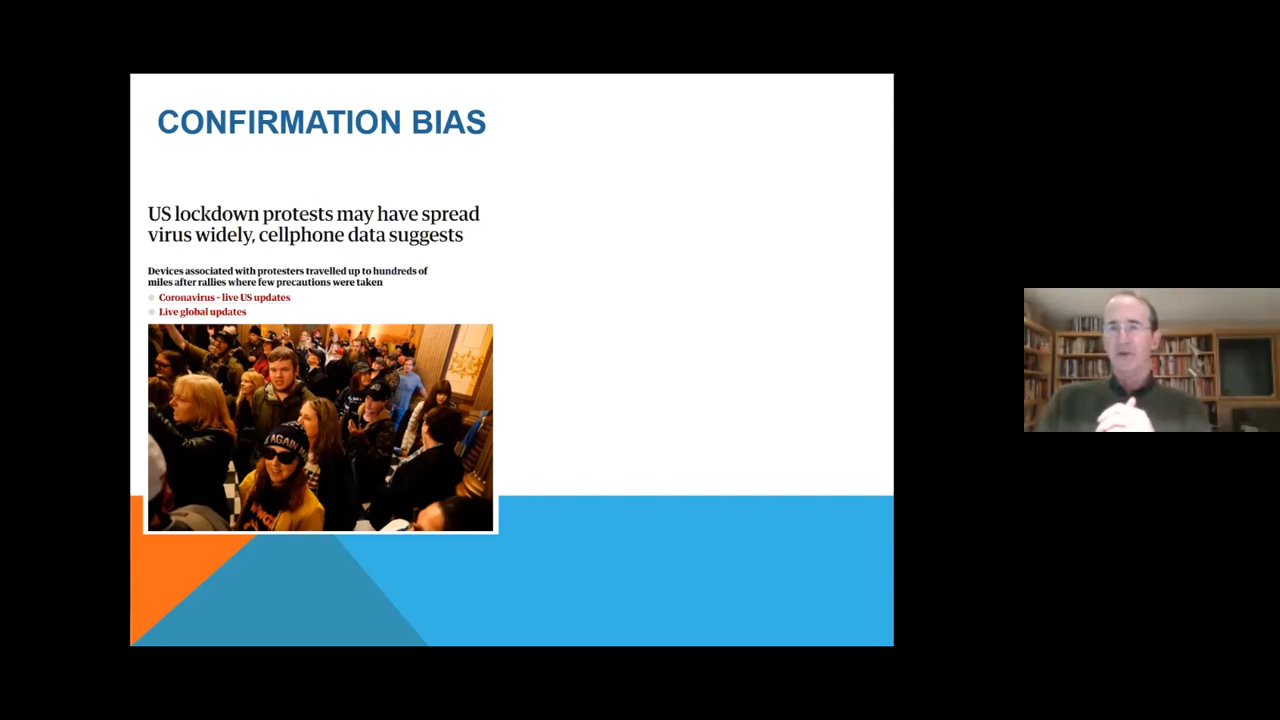 CONFIRMATION BIAS
US lockdown protests may have spread
virus widely, cellphone data suggests
Devices associated with protesters travelled up to hundreds of
miles after rallies where few precautions were taken
Coronavirus - live US updates
Live global updates
AGAIN